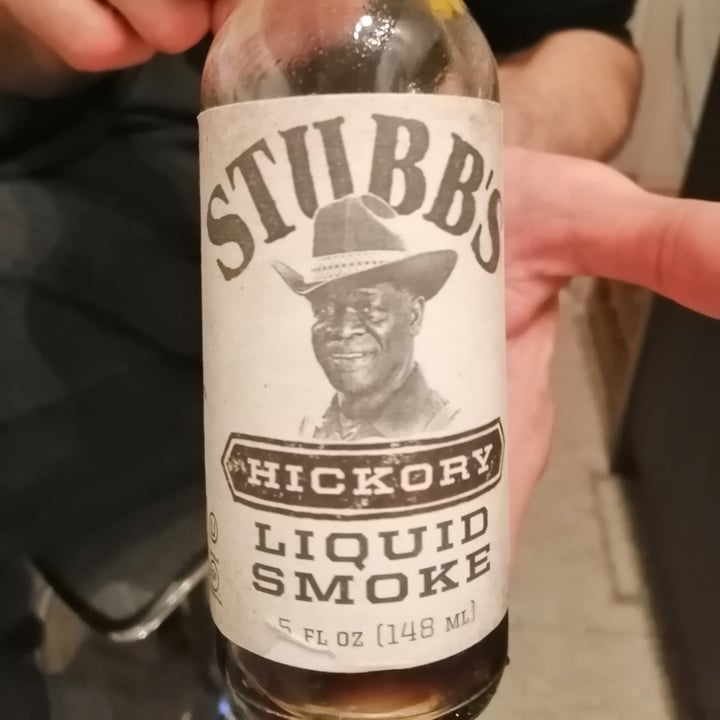 STUBB'S
HICKORY
LIQUID
SMOKE
5 FL OZ (148 ML)